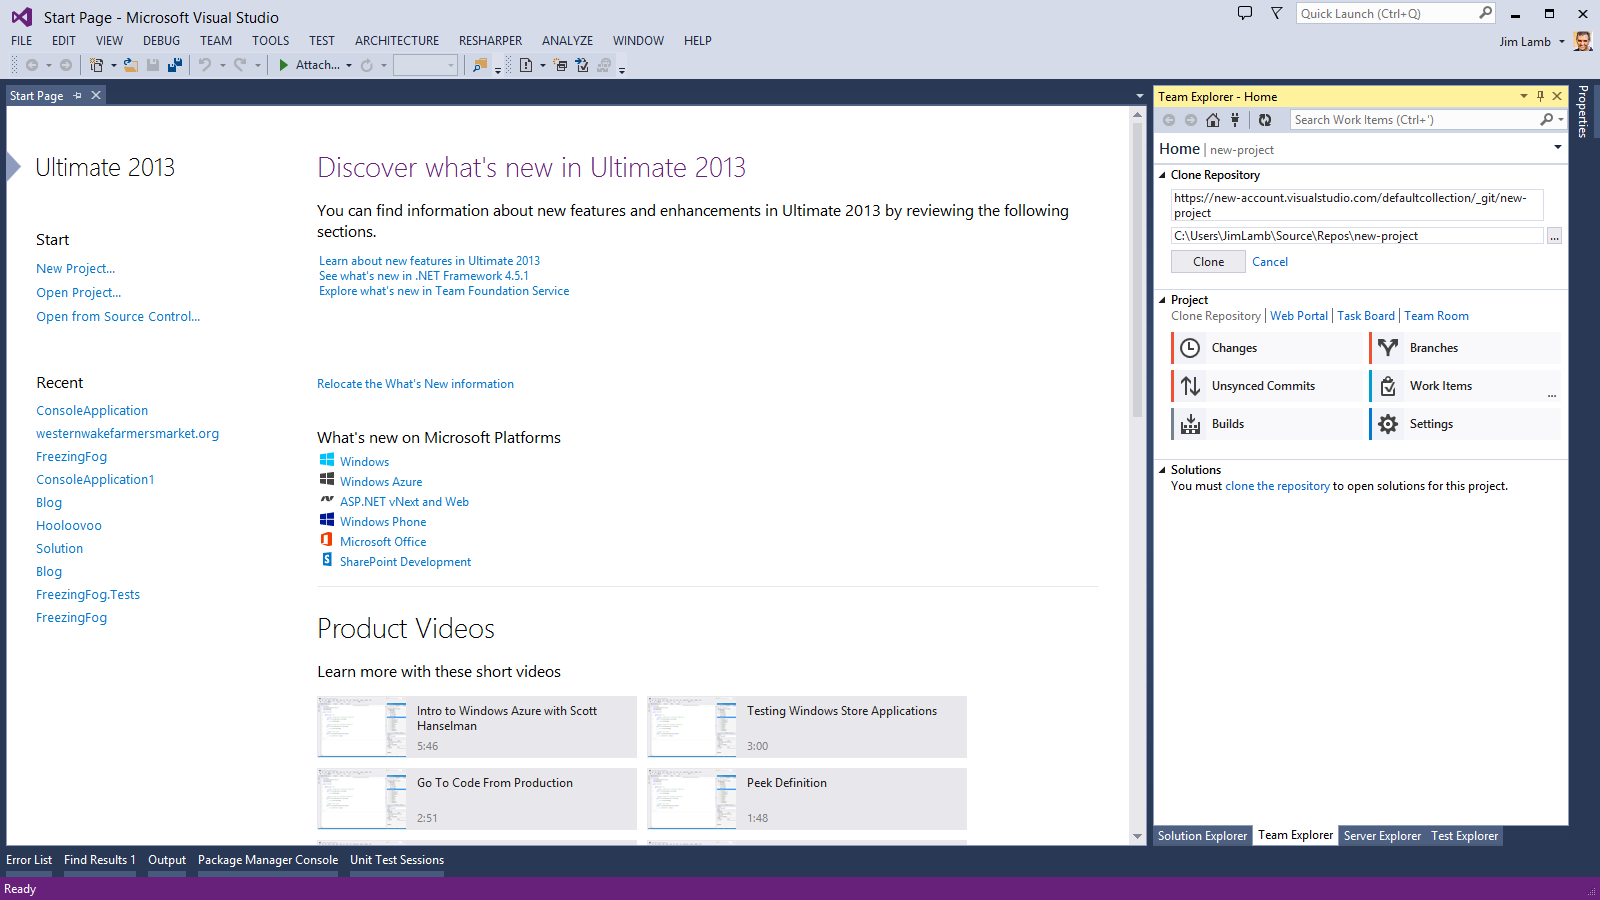 Start Page - Microsoft Visual Studio
Quick Launch (Ctrl+Q)
FILE EDIT VIEW DEBUG TEAM TOOLS TEST ARCHITECTURE RESHARPER ANALYZE WINDOW HELP
Jim Lamb
Attach...
Start Page
Ultimate 2013
Start
New Project...
Open Project...
Open from Source Control...
Recent
ConsoleApplication
westernwakefarmersmarket.org
FreezingFog
ConsoleApplication1
Blog
Hooloovoo
Solution
Blog
FreezingFog.Tests
FreezingFog
Discover what's new in Ultimate 2013
You can find information about new features and enhancements in Ultimate 2013 by reviewing the following
sections.
Learn about new features in Ultimate 2013
See what's new in .NET Framework 4.5.1
Explore what's new in Team Foundation Service
Relocate the What's New information
What's new on Microsoft Platforms
Windows
Windows Azure
ASP.NET vNext and Web
Windows Phone
Microsoft Office
SharePoint Development
Product Videos
Learn more with these short videos
Intro to Windows Azure with Scott
Hanselman
5:46
Testing Windows Store Applications
3:00
Go To Code From Production
2:51
Peek Definition
1:48
Team Explorer - Home
Search Work Items (Ctrl+')
Home | new-project
Clone Repository
https://new-account.visualstudio.com/defaultcollection/_git/new-
project
C:\Users\JimLamb\Source\Repos\new-project
...
Clone Cancel
Project
Clone Repository | Web Portal | Task Board | Team Room
Changes
Branches
Unsynced Commits
Work Items
...
Builds
Settings
Solutions
You must clone the repository to open solutions for this project.
Solution Explorer Team Explorer Server Explorer Test Explorer
Properties
Error List Find Results 1 Output Package Manager Console Unit Test Sessions
Ready